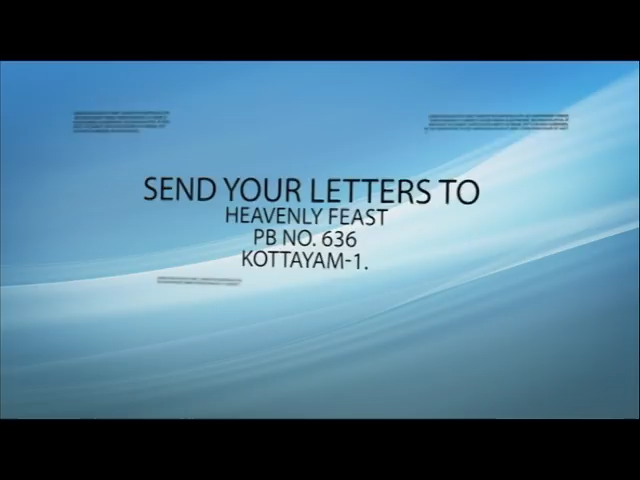 SEND YOUR LETTERS TO
HEAVENLY FEAST
PB NO. 636
KOTTAYAM-1.